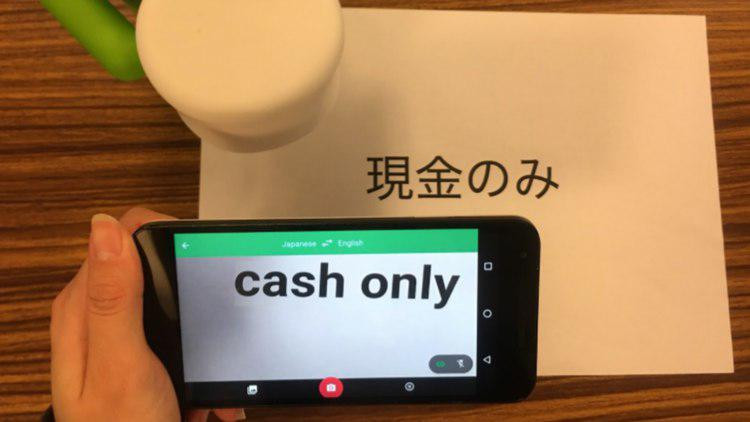 現金のみ
Japanese English
cash only